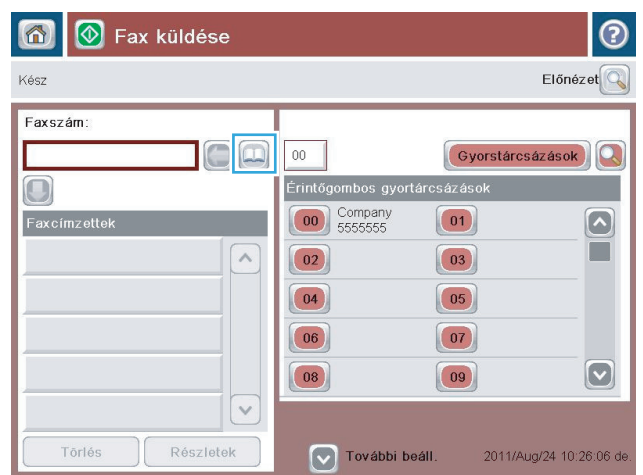 Fax küldése
Kész
Előnézet
Faxszám:
00
Gyorstárcsázások
Érintőgombos gyortárcsázások
Faxcímzettek
00 Company 01
5555555
02 03
04 05
06 07
08 09
Törlés Részletek
További beáll. 2011/Aug/24 10:26:06 de.